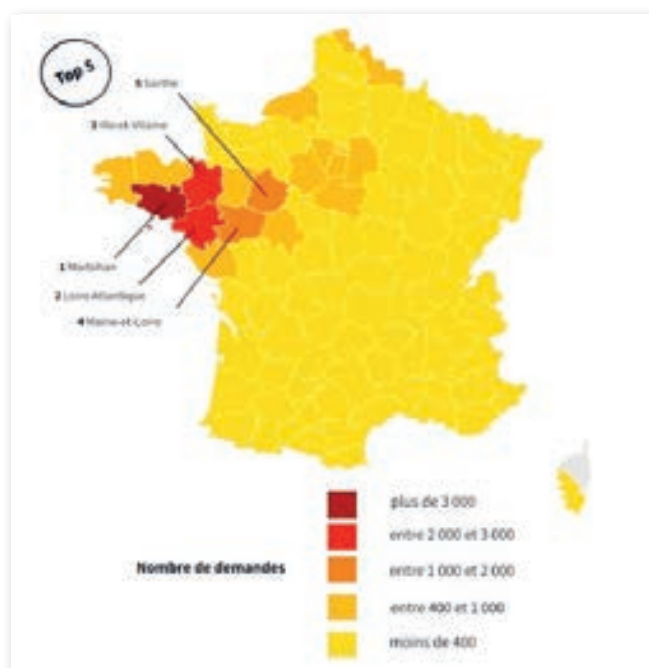 Top 5
5 Sarthe
3 Ille-et-Vilaine
1 Morbihan
2 Loire-Atlantique
4 Maine-et-Loire
Nombre de demandes
plus de 3 000
entre 2 000 et 3 000
entre 1 000 et 2 000
entre 400 et 1 000
moins de 400